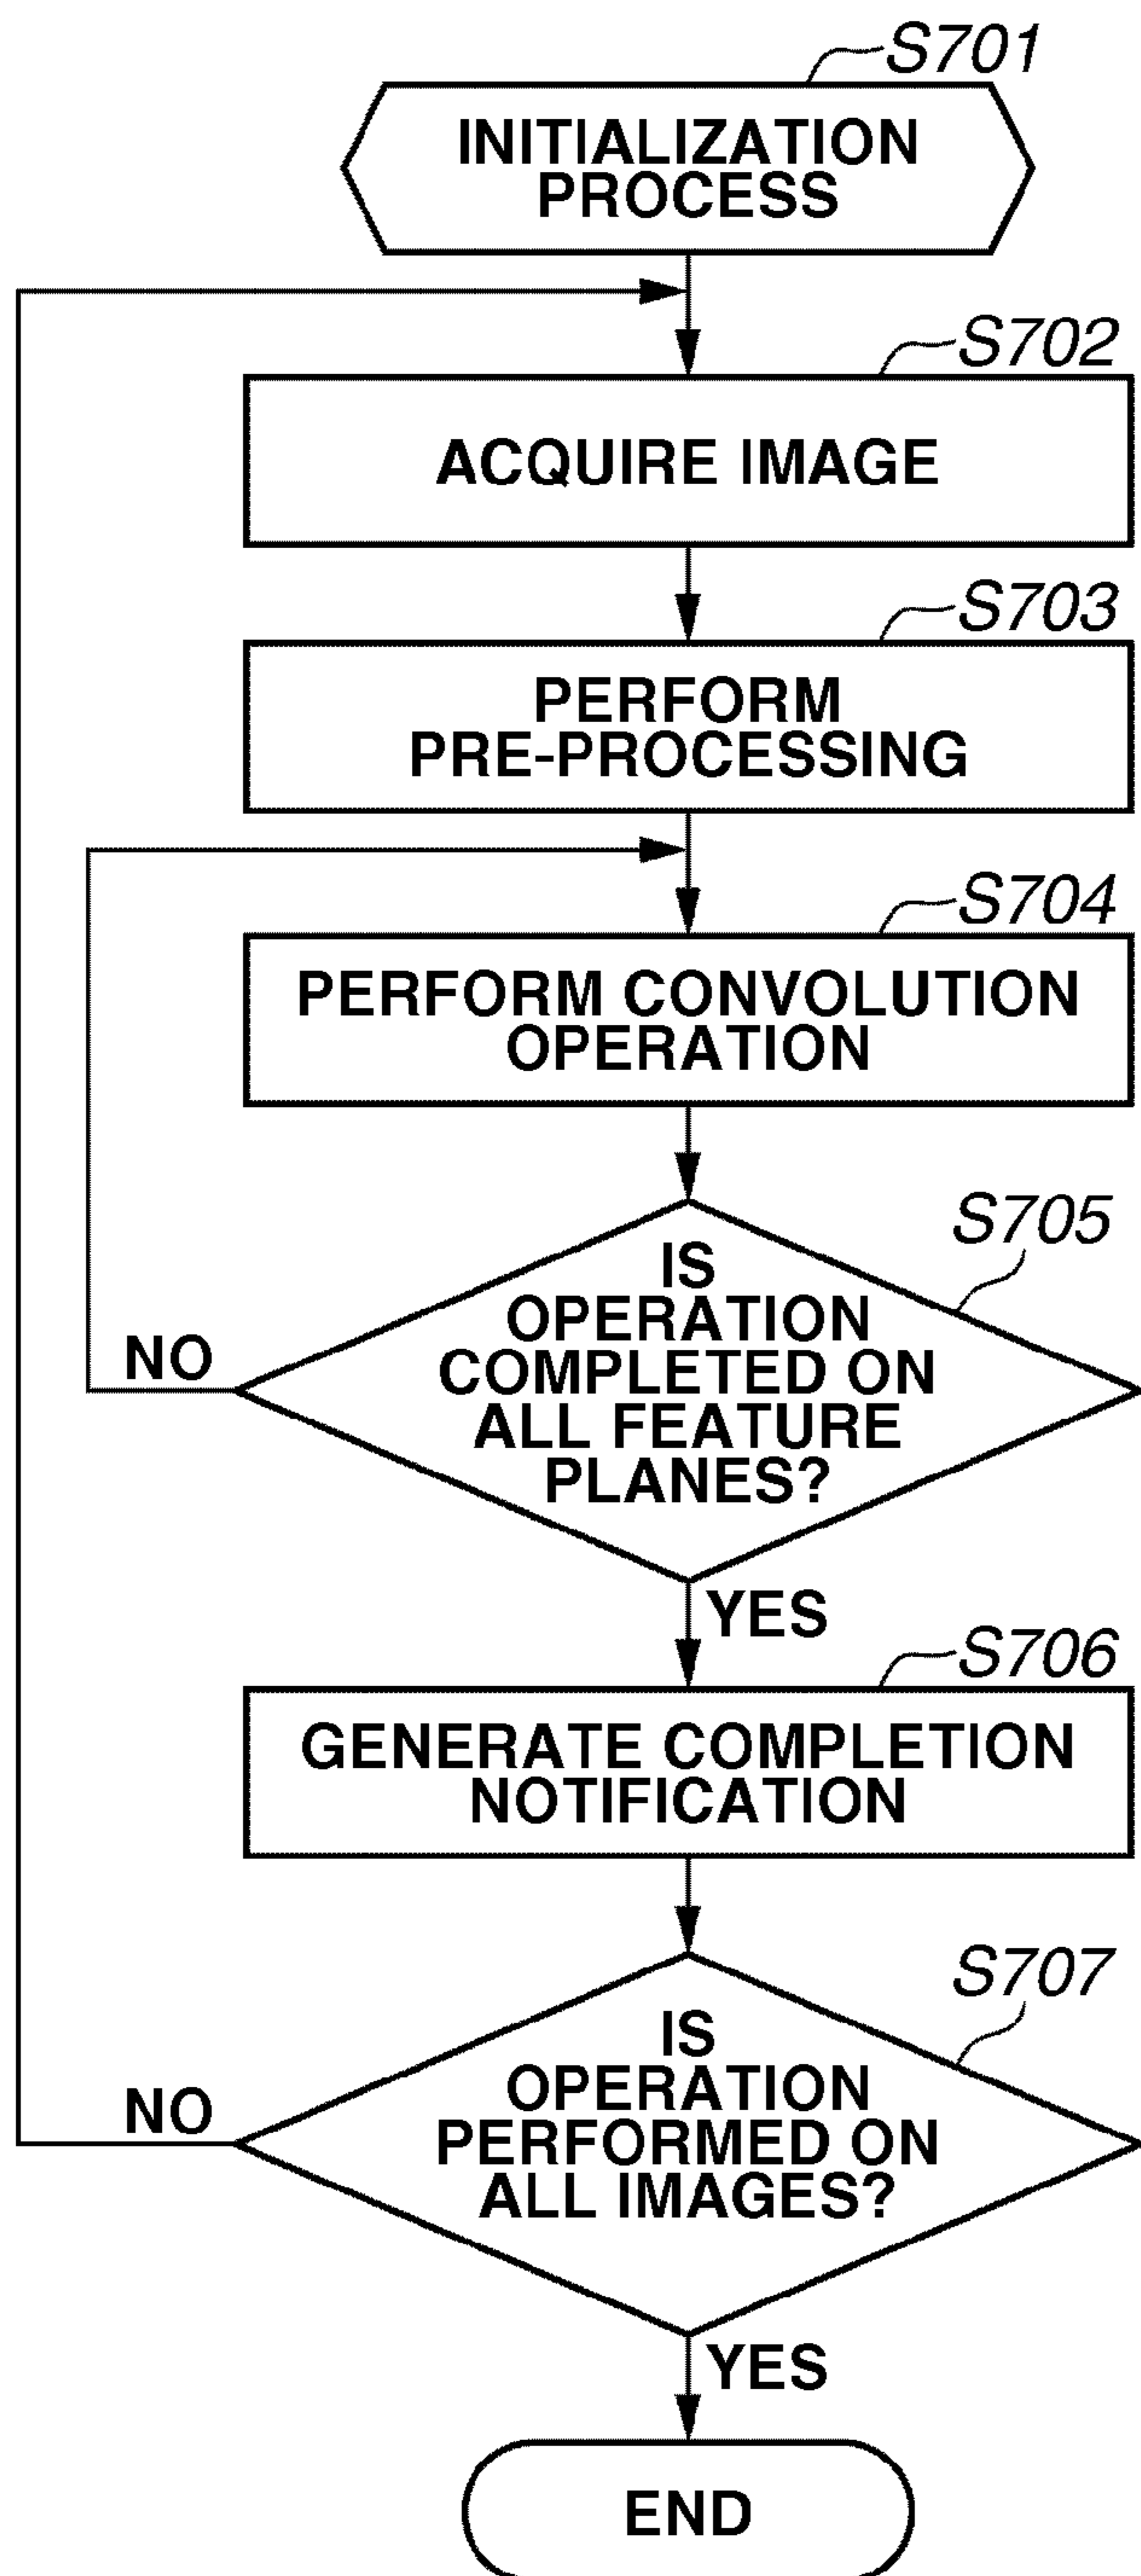 S701
INITIALIZATION
PROCESS
S702
ACQUIRE IMAGE
S703
PERFORM
PRE-PROCESSING
S704
PERFORM CONVOLUTION
OPERATION
S705
IS
OPERATION
COMPLETED ON
ALL FEATURE
PLANES?
NO
YES
S706
GENERATE COMPLETION
NOTIFICATION
S707
IS
OPERATION
PERFORMED ON
ALL IMAGES?
NO
YES
END